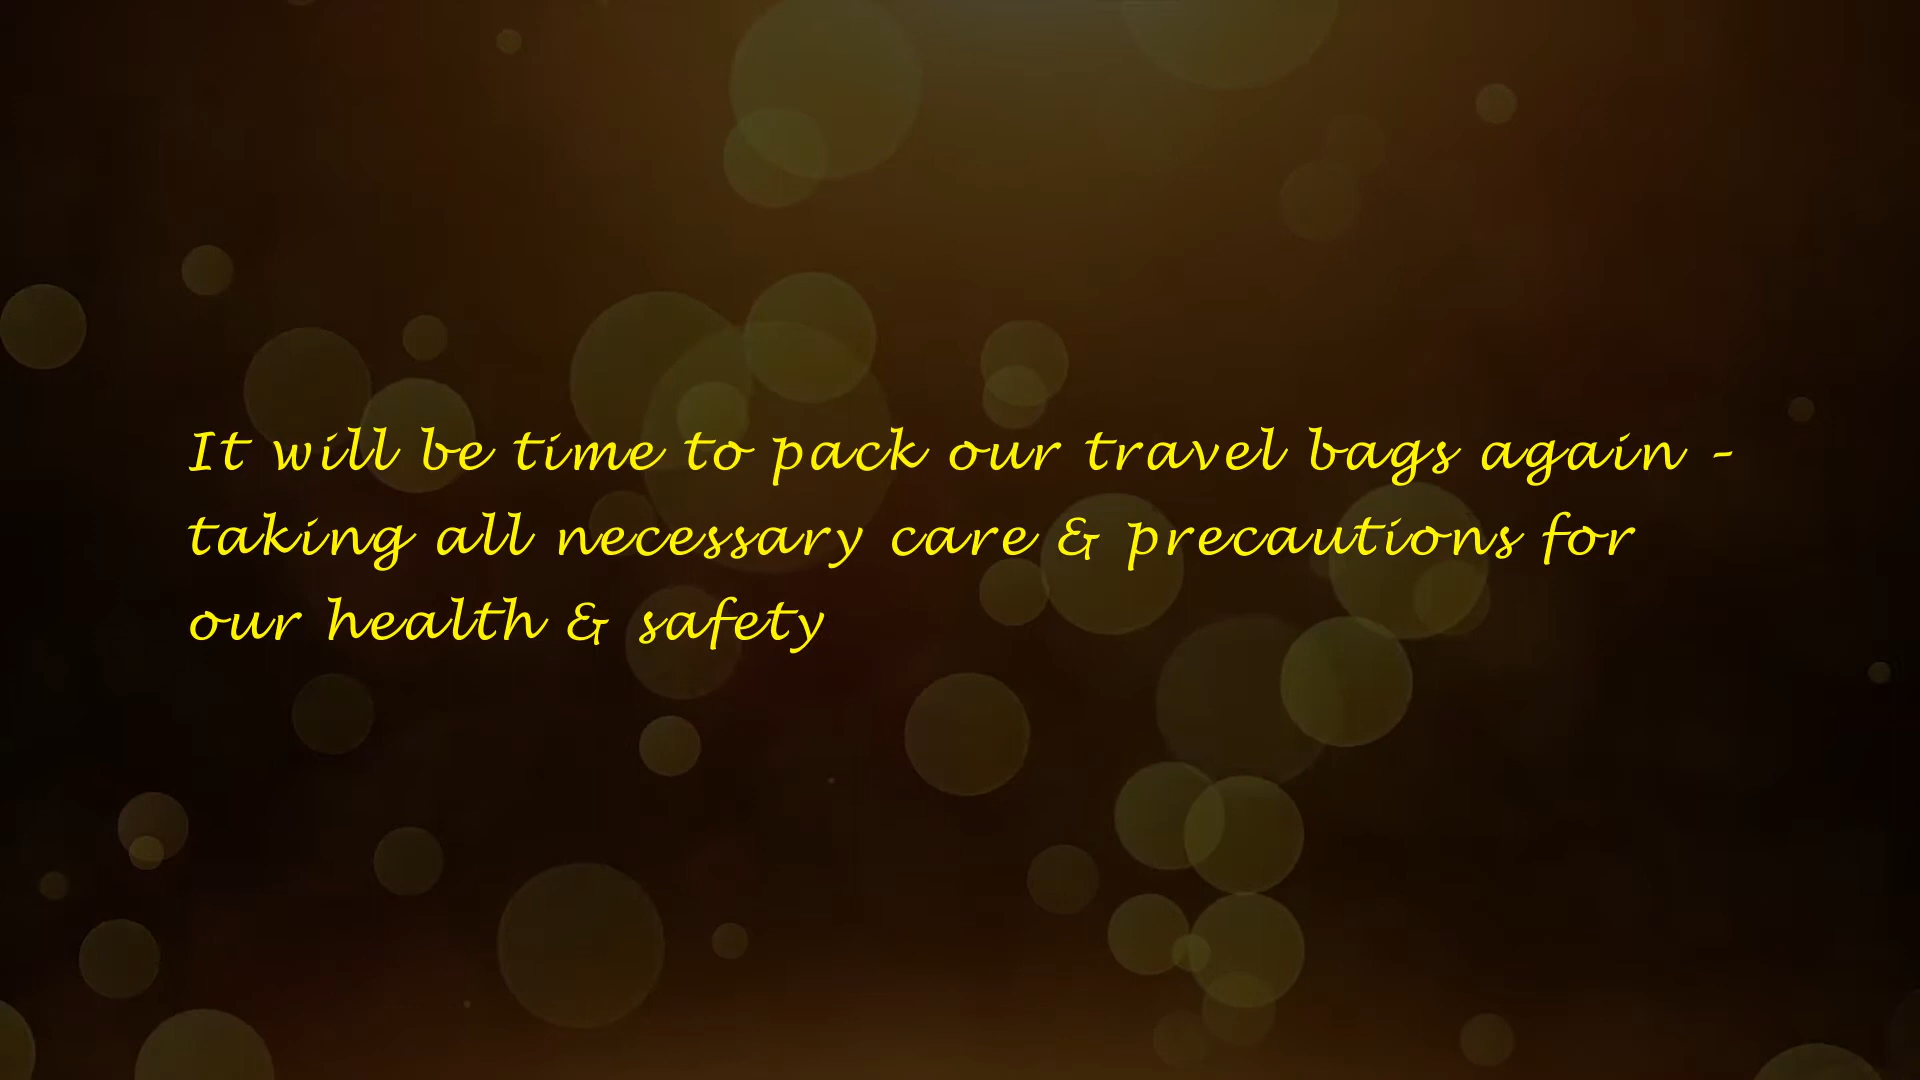 It will be time to pack our travel bags again –
taking all necessary care & precautions for
our health & safety